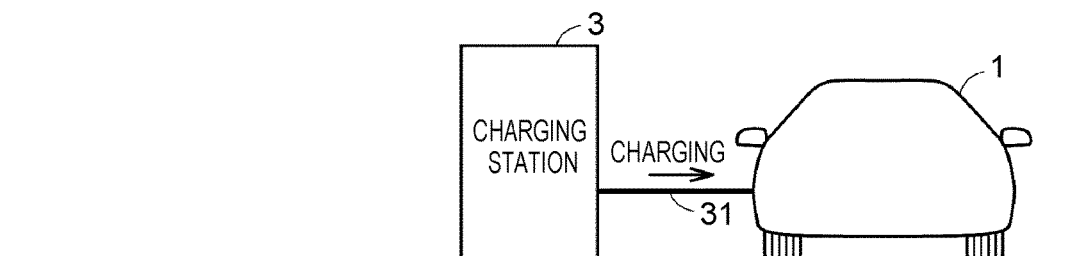 3
1
CHARGING
STATION
CHARGING
31